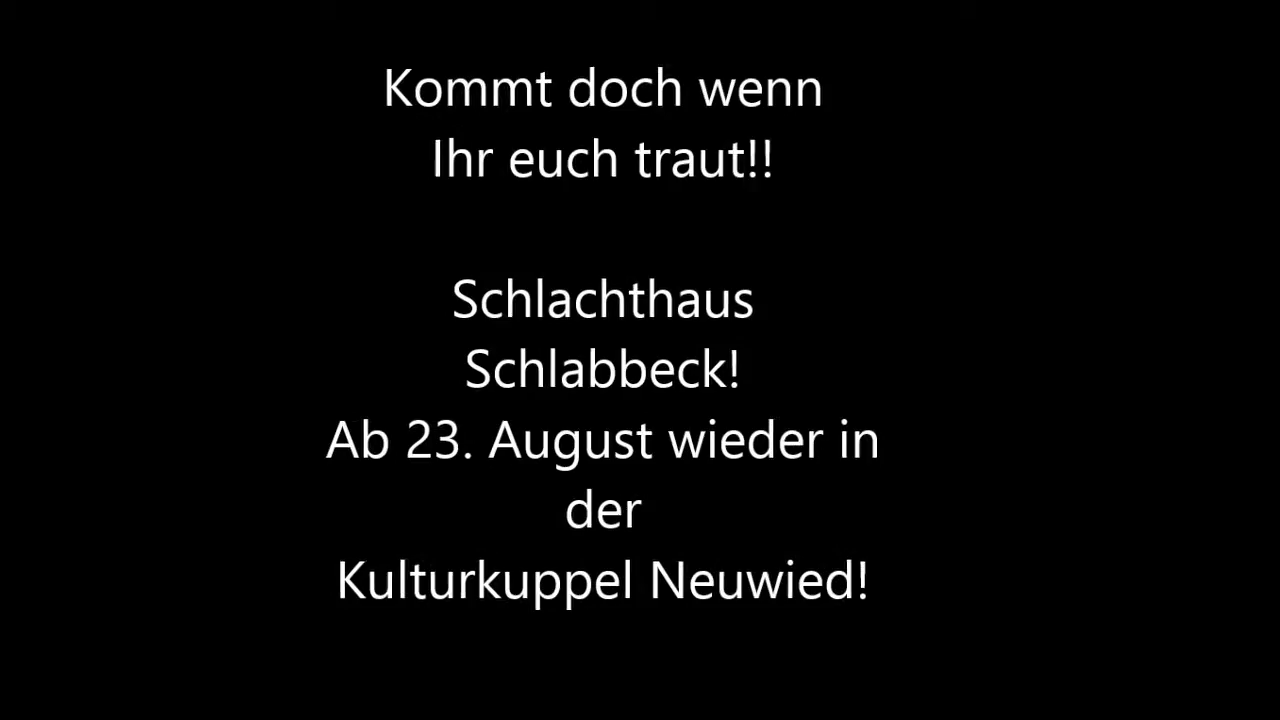 Kommt doch wenn
Ihr euch traut!!
Schlachthaus
Schlabbeck!
Ab 23. August wieder in
der
Kulturkuppel Neuwied!